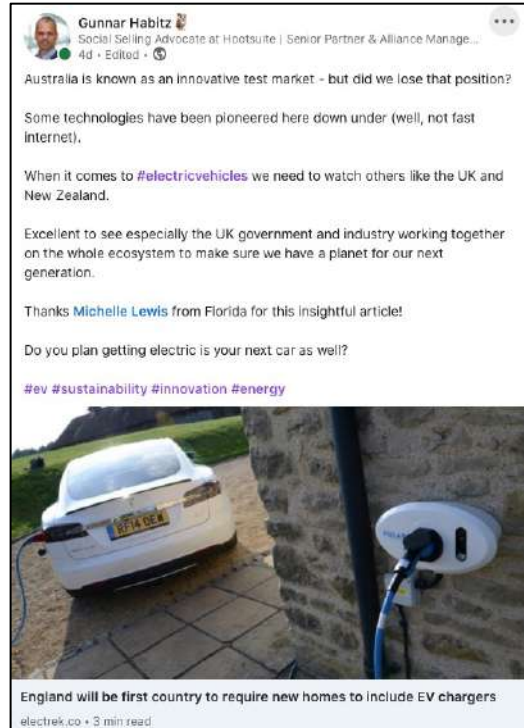 Gunnar Habitz
Social Selling Advocate at Hootsuite | Senior Partner & Alliance Manage...
4d • Edited •
Australia is known as an innovative test market - but did we lose that position?
Some technologies have been pioneered here down under (well, not fast
internet).
When it comes to #electricvehicles we need to watch others like the UK and
New Zealand.
Excellent to see especially the UK government and industry working together
on the whole ecosystem to make sure we have a planet for our next
generation.
Thanks Michelle Lewis from Florida for this insightful article!
Do you plan getting electric is your next car as well?
#ev #sustainability #innovation #energy
RF14 OEW
England will be first country to require new homes to include EV chargers
electrek.co • 3 min read